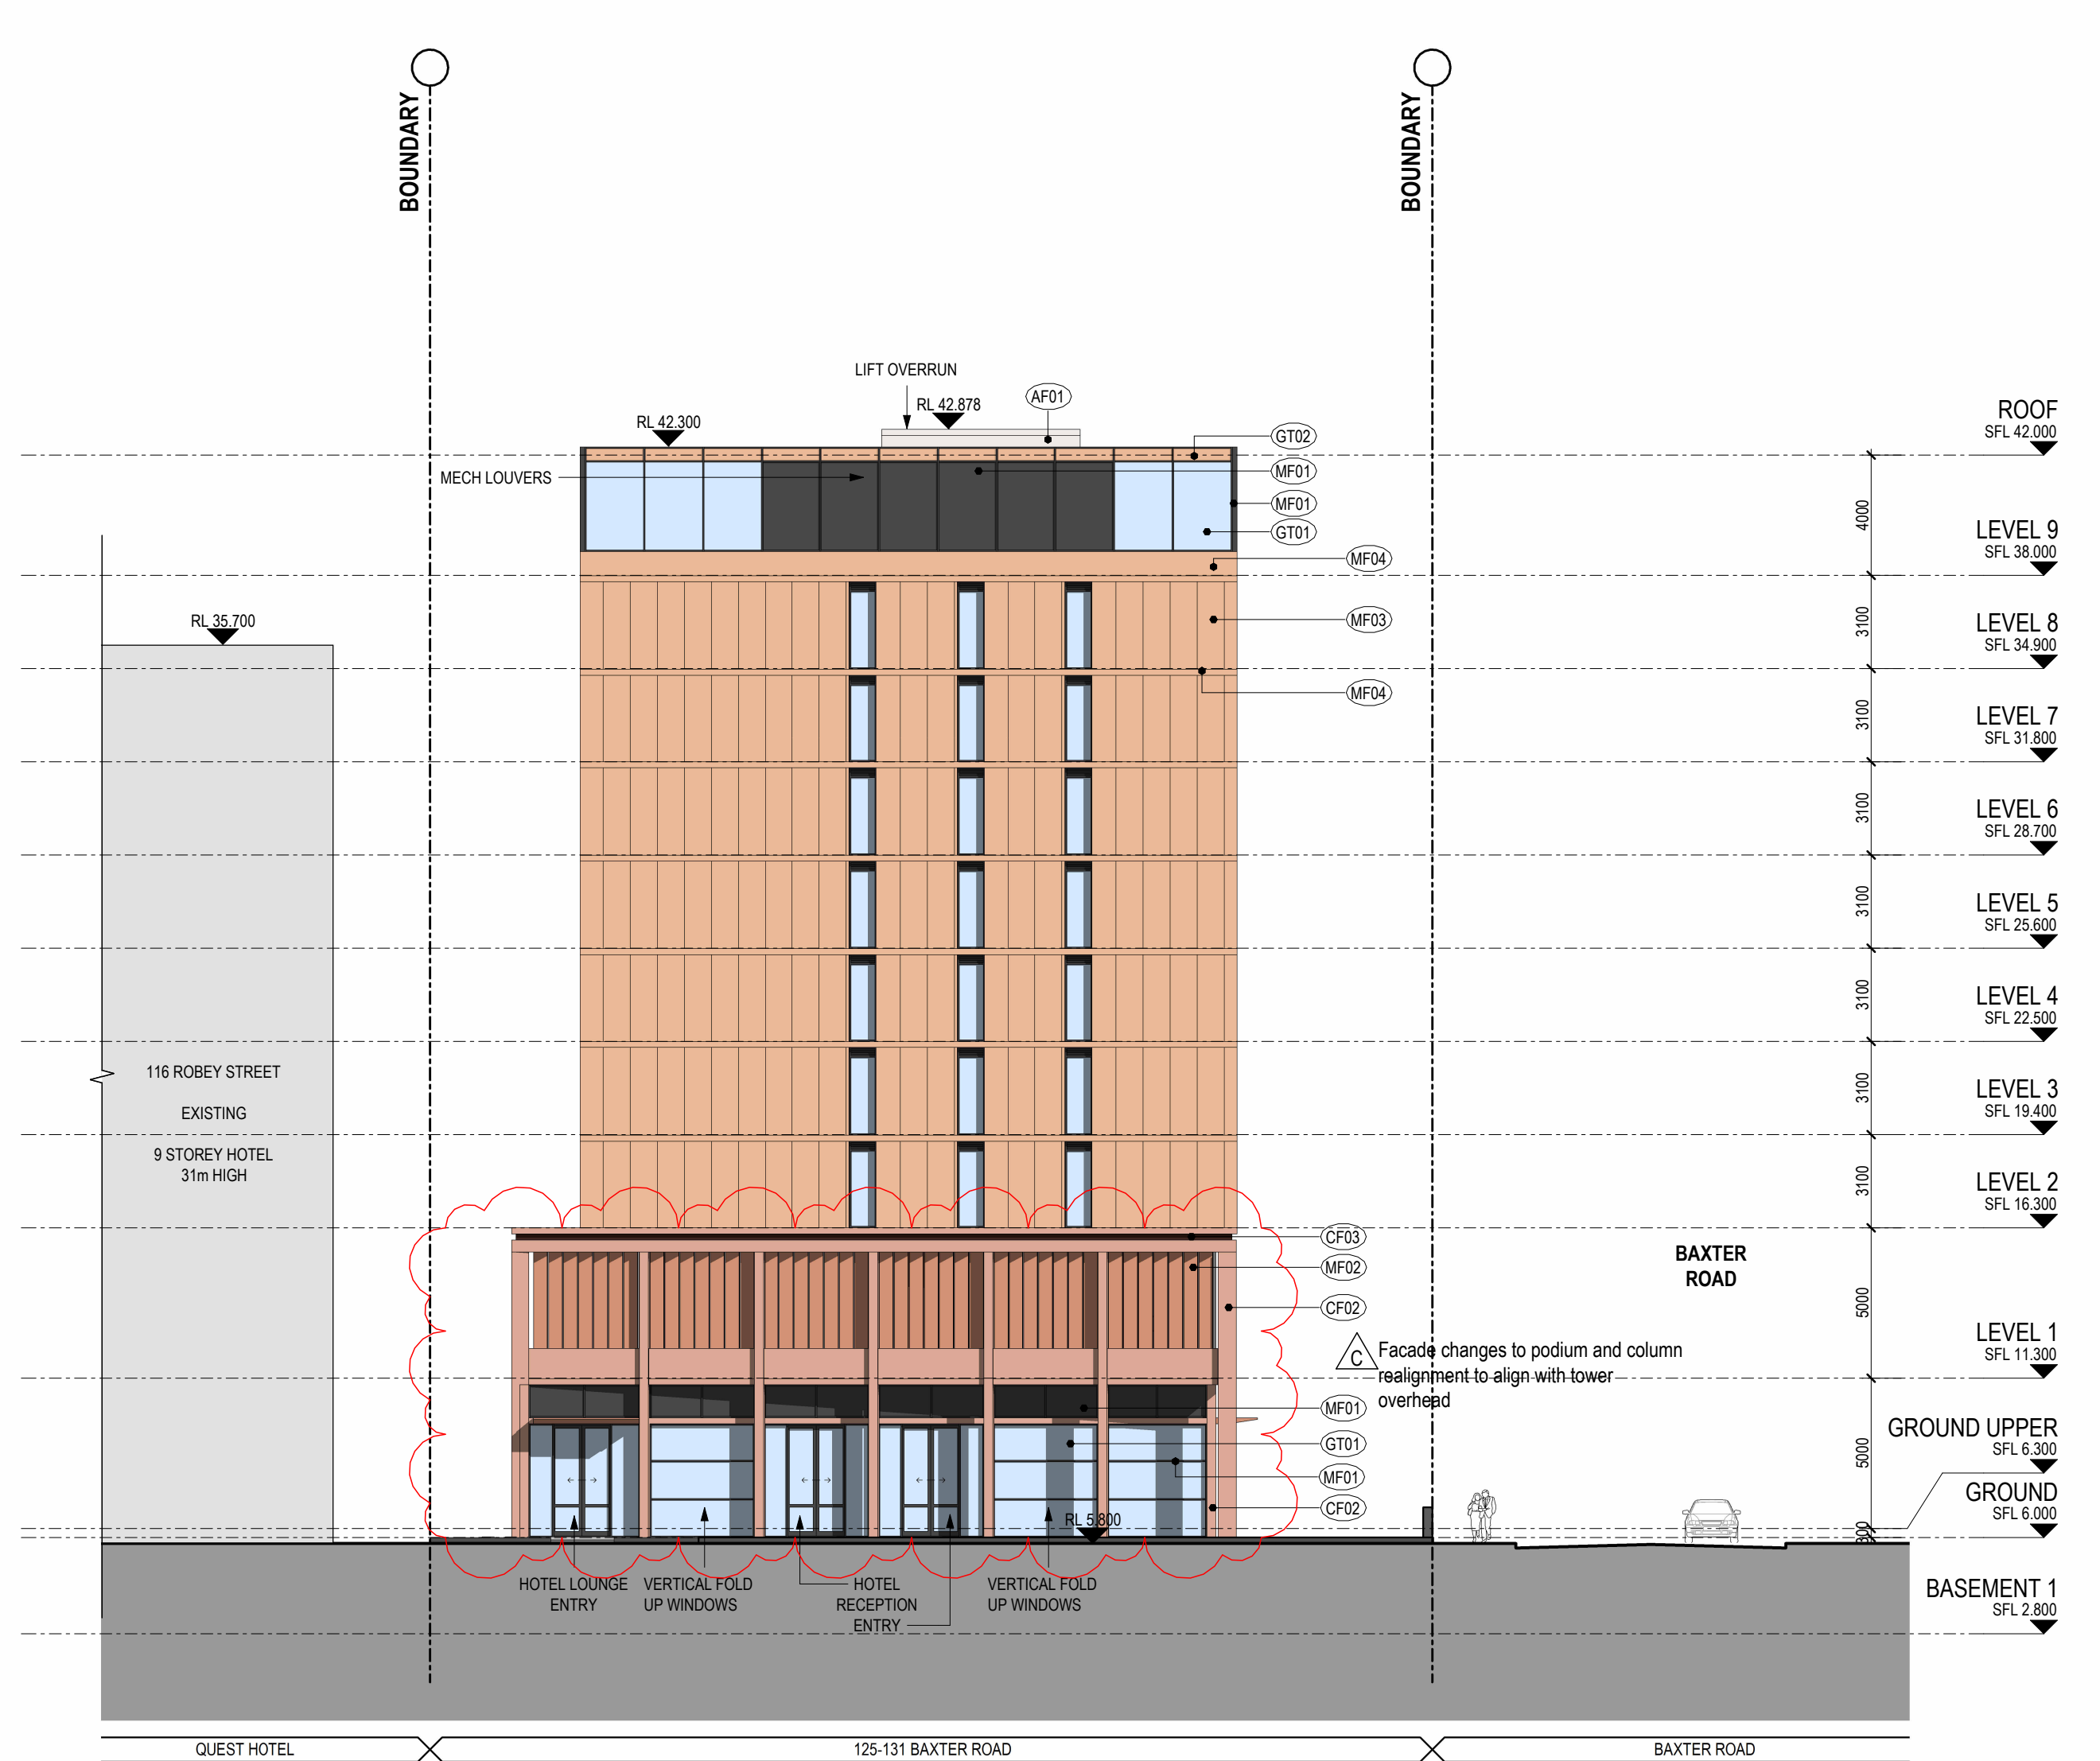 BOUNDARY
BOUNDARY
LIFT OVERRUN
RL 42.878
AF01
RL 42.300
GT02
MECH LOUVERS
MF01
MF01
GT01
MF04
MF03
MF04
RL 35.700
116 ROBEY STREET
EXISTING
9 STOREY HOTEL
31m HIGH
CF03
MF02
CF02
C
Facade changes to podium and column
realignment to align with tower
overhead
MF01
GT01
MF01
CF02
RL 5.800
HOTEL LOUNGE
ENTRY
VERTICAL FOLD
UP WINDOWS
HOTEL
RECEPTION
ENTRY
VERTICAL FOLD
UP WINDOWS
BAXTER
ROAD
4000
3100
3100
3100
3100
3100
3100
3100
5000
5000
300
ROOF
SFL 42.000
LEVEL 9
SFL 38.000
LEVEL 8
SFL 34.900
LEVEL 7
SFL 31.800
LEVEL 6
SFL 28.700
LEVEL 5
SFL 25.600
LEVEL 4
SFL 22.500
LEVEL 3
SFL 19.400
LEVEL 2
SFL 16.300
LEVEL 1
SFL 11.300
GROUND UPPER
SFL 6.300
GROUND
SFL 6.000
BASEMENT 1
SFL 2.800
QUEST HOTEL
125-131 BAXTER ROAD
BAXTER ROAD